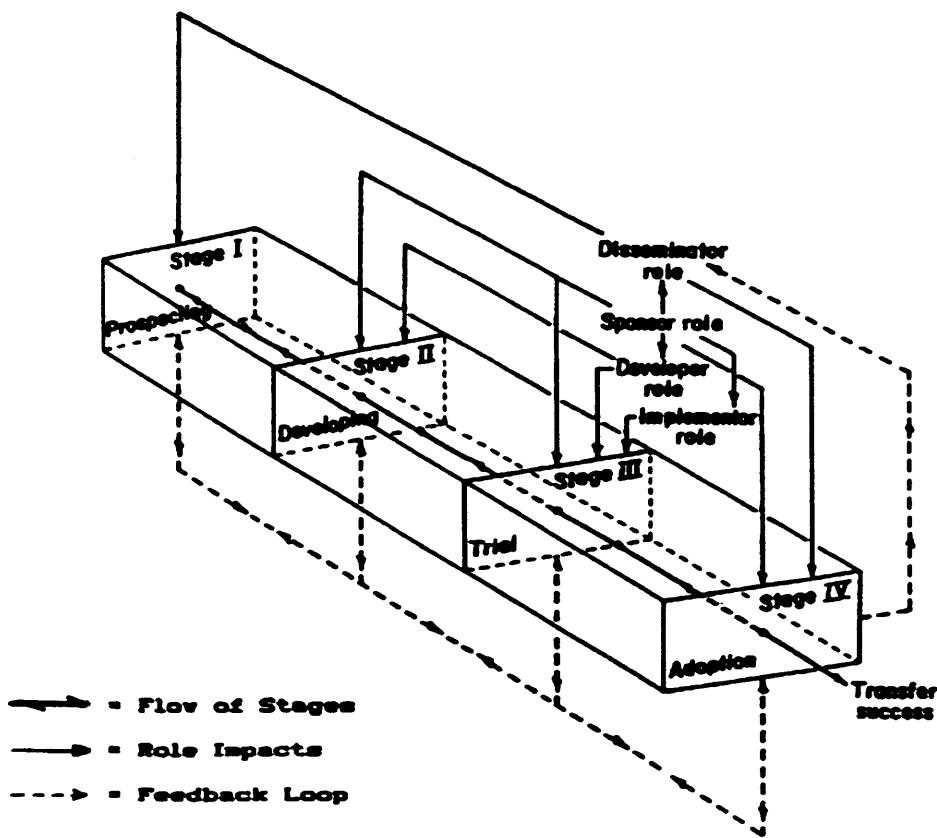 Stage I
Prospecting
Stage II
Developing
Stage III
Trial
Stage IV
Adoption
Disseminator
role
Sponsor role
Developer
role
Implementor
role
Transfer
success
= Flow of Stages
= Role Impacts
= Feedback Loop